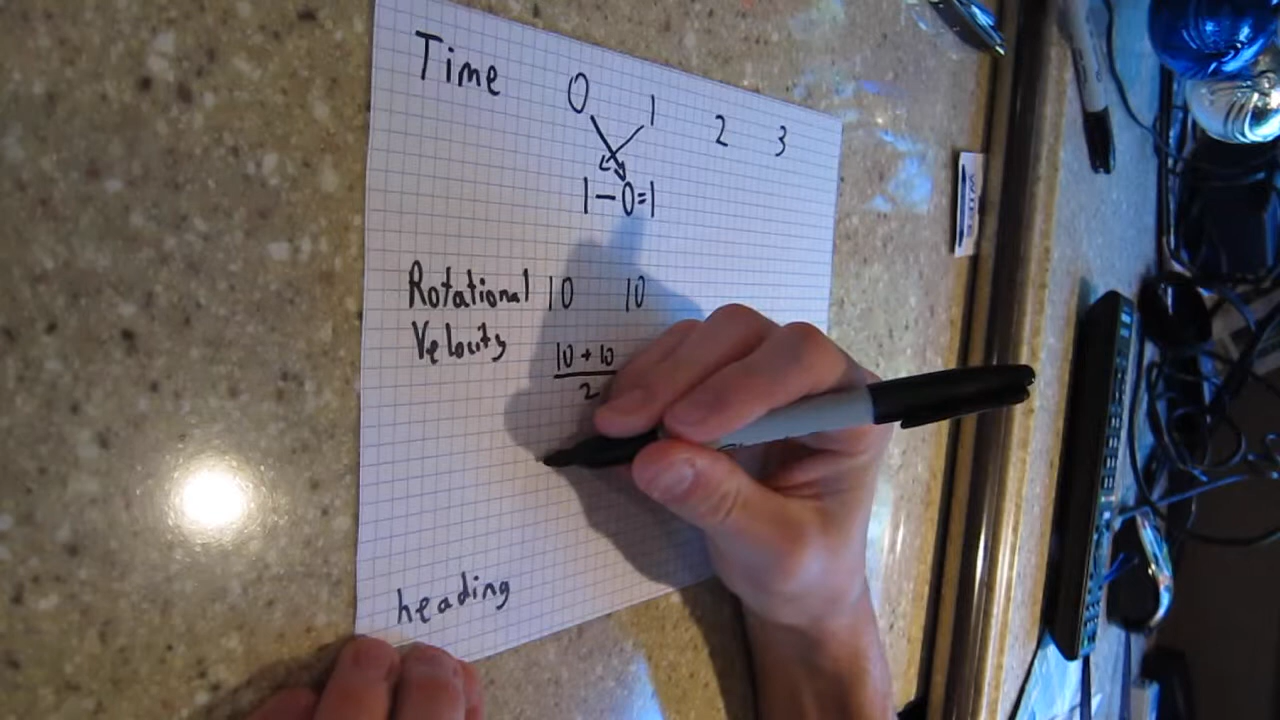 Time 0 1 2 3
1-0=1
Rotational 10 10
Velocity
10 + 10
2
heading